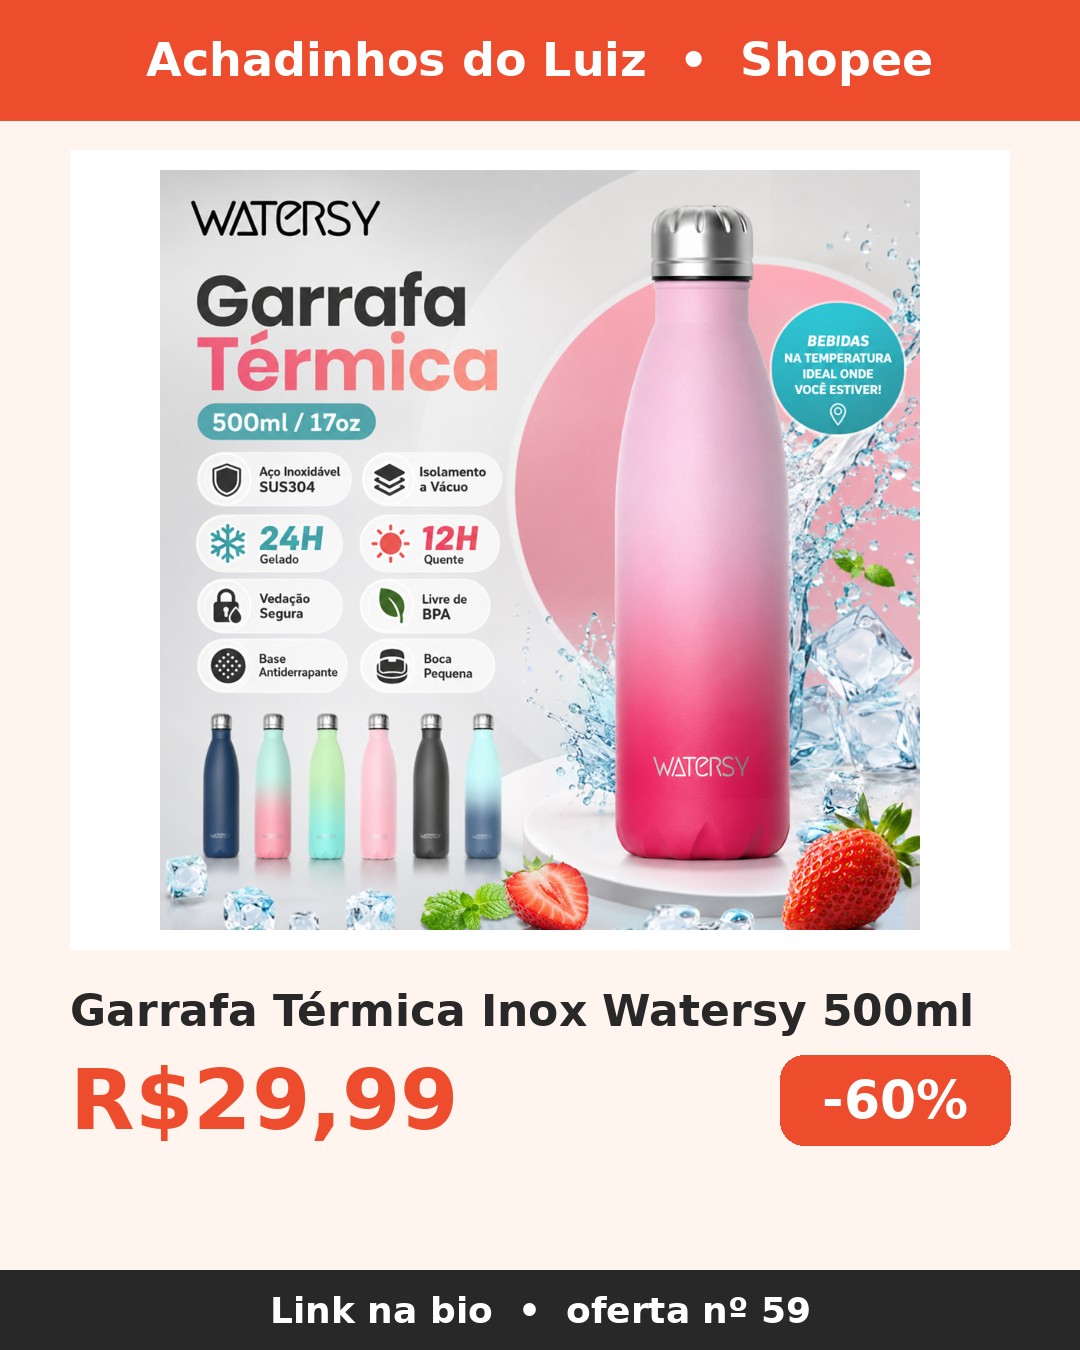 Achadinhos do Luiz • Shopee
WATERSY
Garrafa
Térmica
500ml / 17oz
Aço Inoxidável
SUS304
Isolamento
a Vácuo
24H
Gelado
12H
Quente
Vedação
Segura
Livre de
BPA
Base
Antiderrapante
Boca
Pequena
BEBIDAS
NA TEMPERATURA
IDEAL ONDE
VOCÊ ESTIVER!
WATERSY
Garrafa Térmica Inox Watersy 500ml
R$29,99
-60%
Link na bio • oferta nº 59